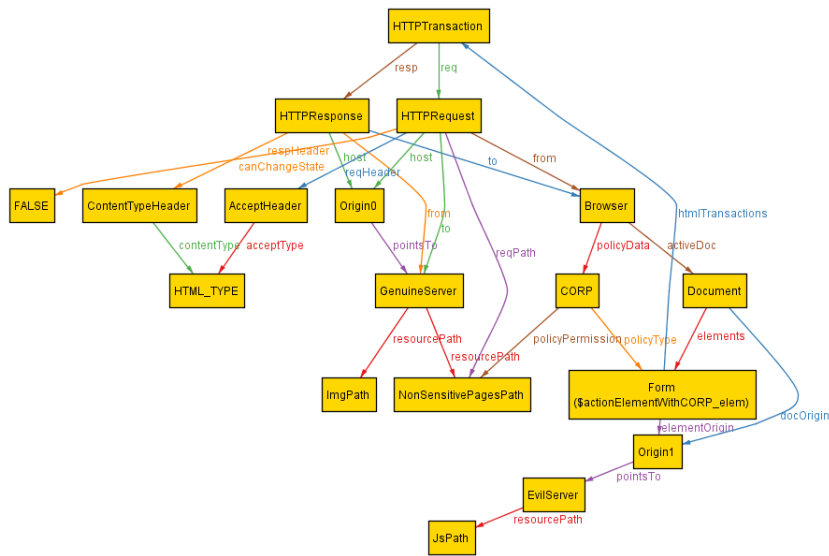 HTTPTransaction
resp
req
HTTPResponse
HTTPRequest
respHeader
host
host
to
from
canChangeState
reqHeader
htmlTransactions
FALSE
ContentTypeHeader
AcceptHeader
Origin0
from
Browser
to
contentType
acceptType
pointsTo
reqPath
policyData
activeDoc
HTML_TYPE
GenuineServer
CORP
Document
resourcePath
policyPermission
policyType
elements
resourcePath
ImgPath
NonSensitivePagesPath
Form
($actionElementWithCORP_elem)
docOrigin
elementOrigin
Origin1
pointsTo
EvilServer
resourcePath
JsPath